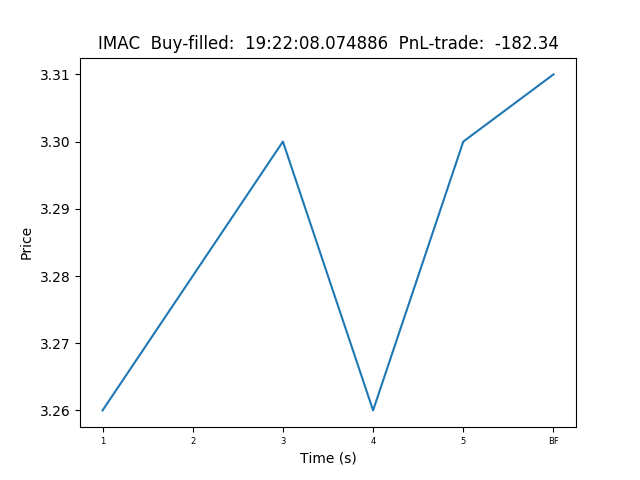 IMAC  Buy-filled:  19:22:08.074886  PnL-trade:  -182.34
3.31
3.30
3.29
3.28
3.27
3.26
Price
1 2 3 4 5 BF
Time (s)